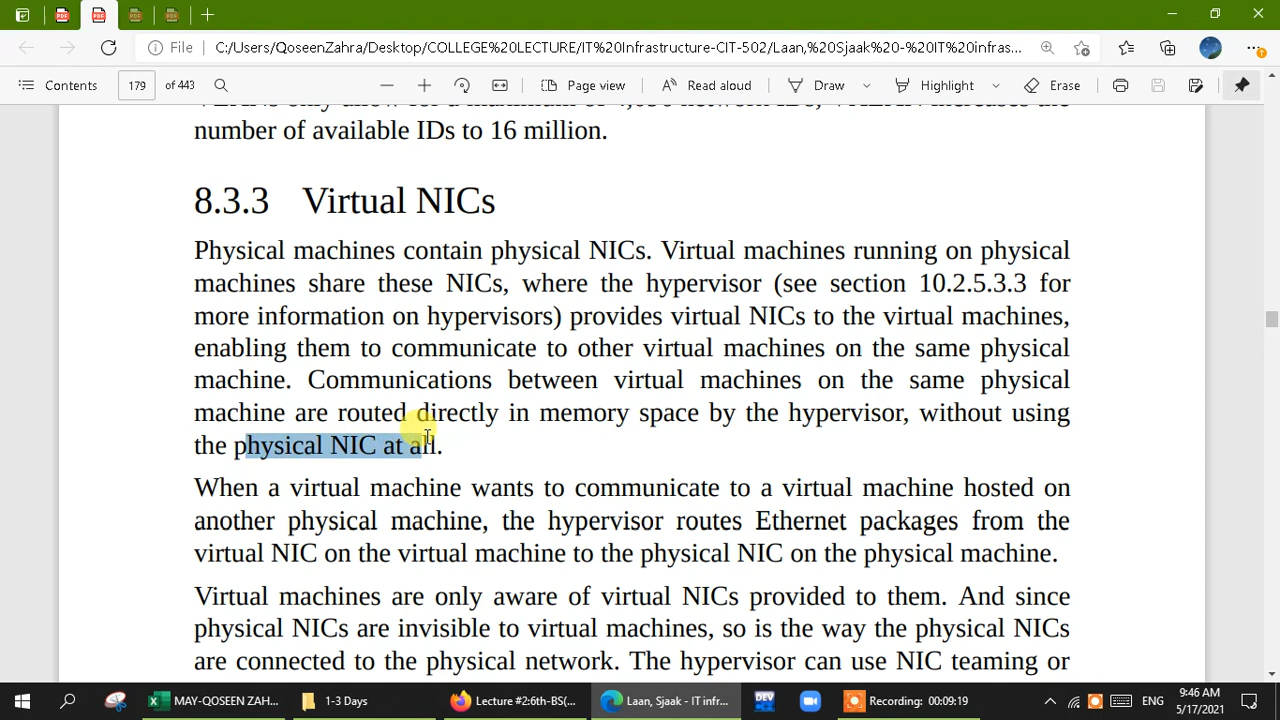 File C:/Users/QoseenZahra/Desktop/COLLEGE%20LECTURE/IT%20Infrastructure-CIT-502/Laan,%20Sjaak%20-%20IT%20infras...
Contents 179 of 443 Page view Read aloud Draw Highlight Erase
number of available IDs to 16 million.
8.3.3 Virtual NICs
Physical machines contain physical NICs. Virtual machines running on physical
machines share these NICs, where the hypervisor (see section 10.2.5.3.3 for
more information on hypervisors) provides virtual NICs to the virtual machines,
enabling them to communicate to other virtual machines on the same physical
machine. Communications between virtual machines on the same physical
machine are routed directly in memory space by the hypervisor, without using
the physical NIC at all.
When a virtual machine wants to communicate to a virtual machine hosted on
another physical machine, the hypervisor routes Ethernet packages from the
virtual NIC on the virtual machine to the physical NIC on the physical machine.
Virtual machines are only aware of virtual NICs provided to them. And since
physical NICs are invisible to virtual machines, so is the way the physical NICs
are connected to the physical network. The hypervisor can use NIC teaming or
MAY-QOSEEN ZAH... 1-3 Days Lecture #2:6th-BS(... Laan, Sjaak - IT infr... Recording: 00:09:19 ENG 9:46 AM
5/17/2021